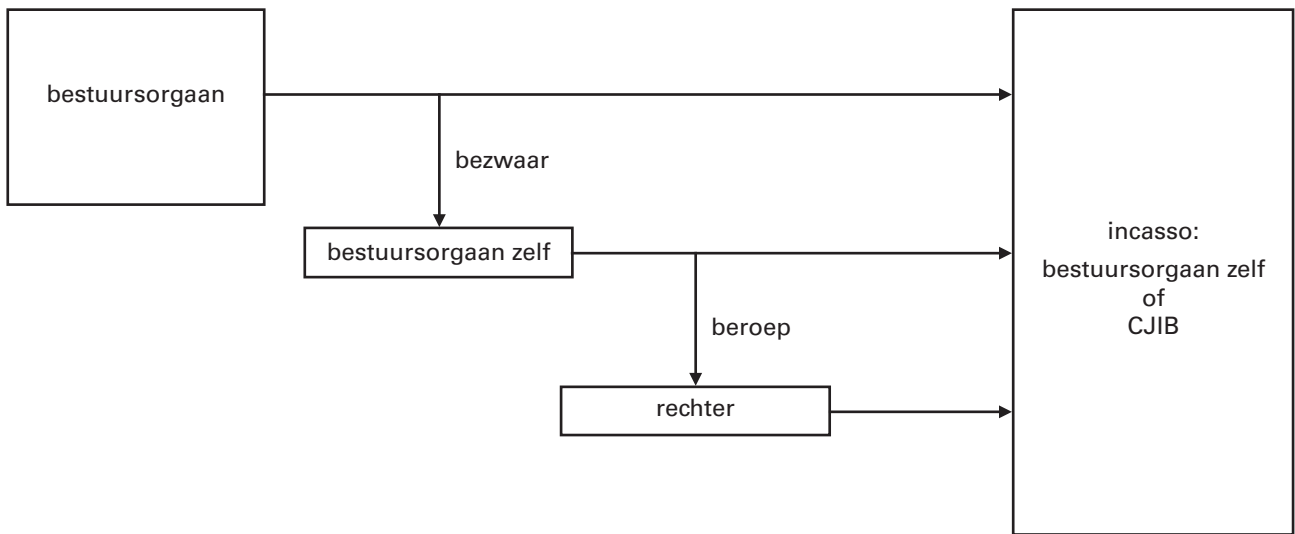 bestuursorgaan
bezwaar
bestuursorgaan zelf
beroep
rechter
incasso:
bestuursorgaan zelf
of
CJIB